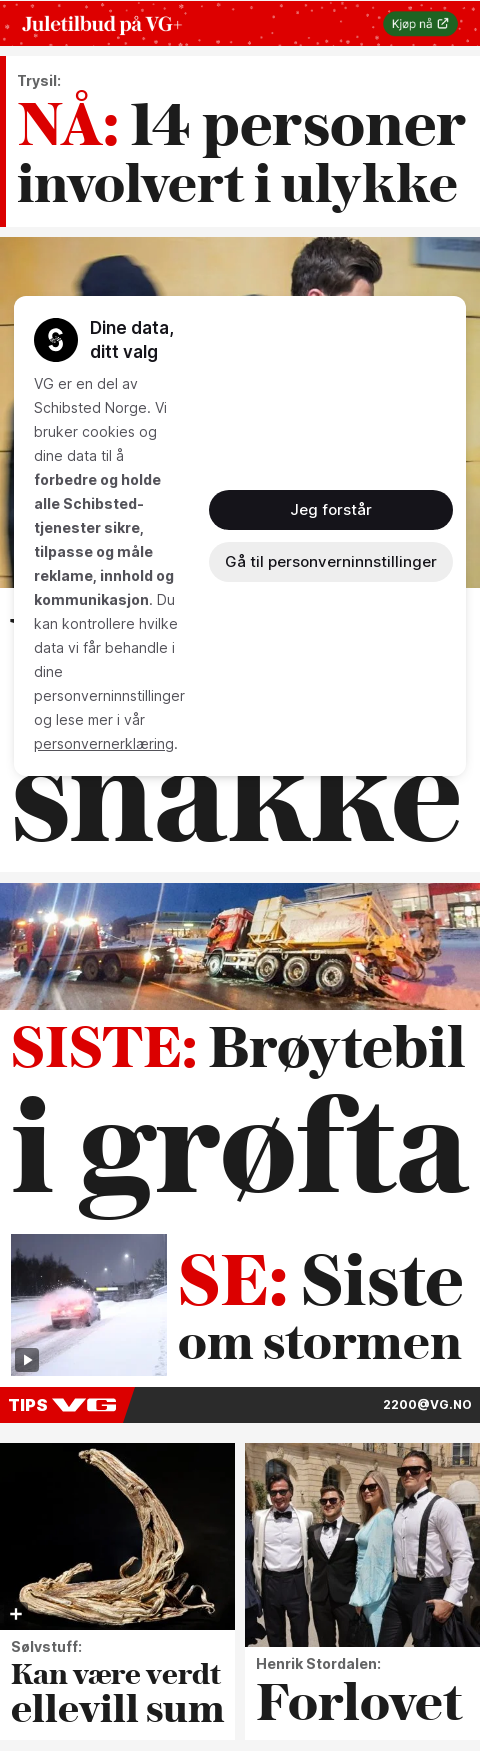 Juletilbud på VG+
Kjøp nå
Trysil:
NÅ: 14 personer
involvert i ulykke
Dine data,
ditt valg
VG er en del av
Schibsted Norge. Vi
bruker cookies og
dine data til å
forbedre og holde
alle Schibsted-
tjenester sikre,
tilpasse og måle
reklame, innhold og
kommunikasjon. Du
kan kontrollere hvilke
data vi får behandle i
dine
personverninnstillinger
og lese mer i vår
personvernerklæring.
Jeg forstår
Gå til personverninnstillinger
snakke
SISTE: Brøytebil
i grøfta
SE: Siste
om stormen
TIPS VG
2200@VG.NO
Sølvstuff:
Kan være verdt
ellevill sum
Henrik Stordalen:
Forlovet